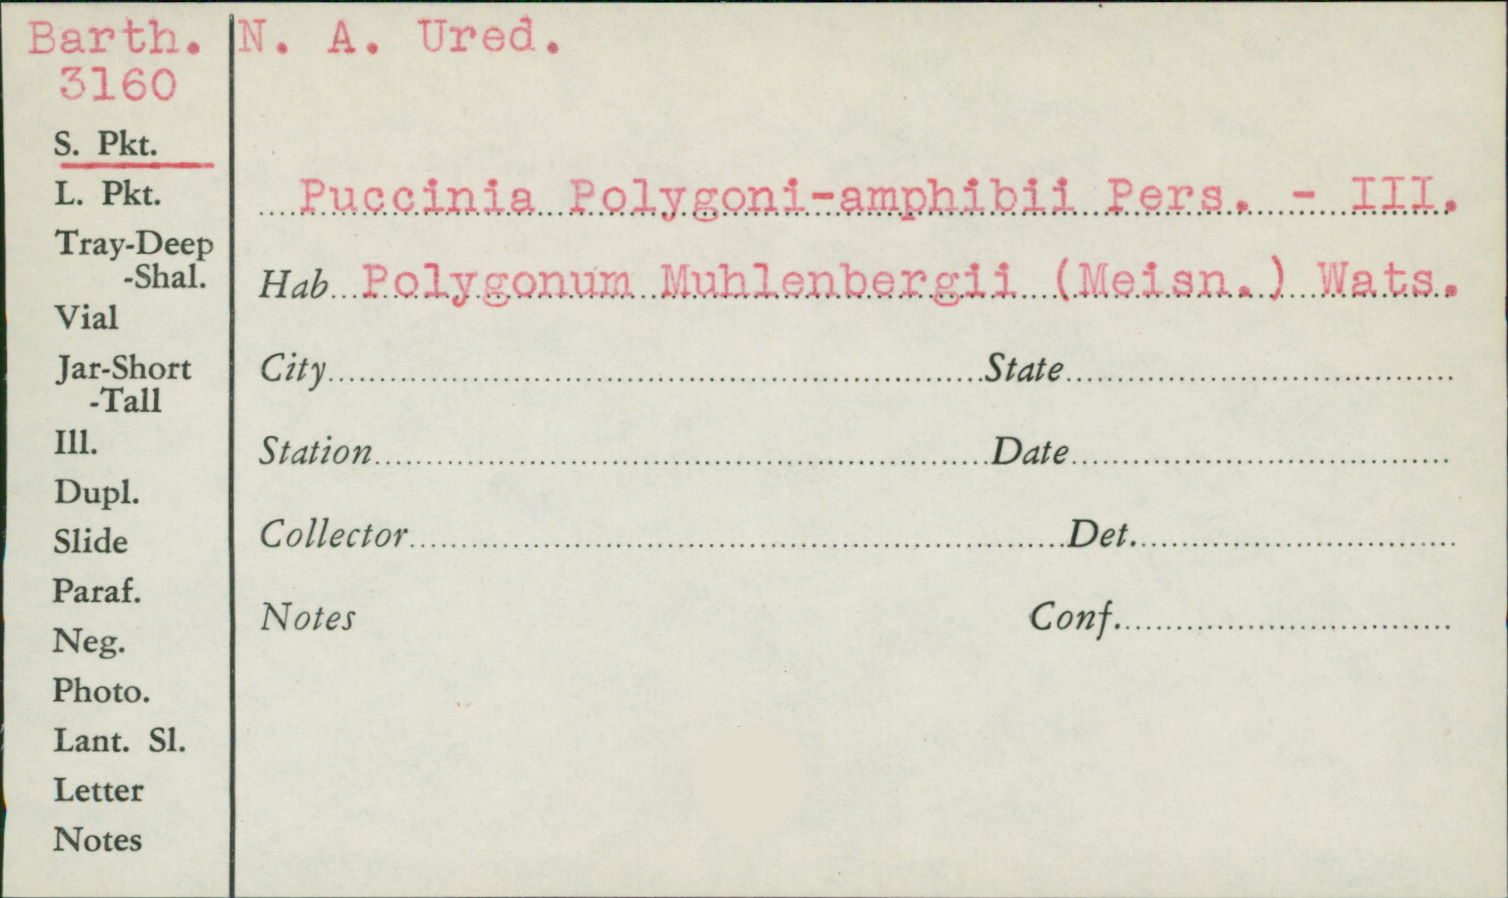 Barth. N. A. Ured.
3160
S. Pkt.
L. Pkt.
Tray-Deep
-Shal.
Vial
Jar-Short
-Tall
Ill.
Dupl.
Slide
Paraf.
Neg.
Photo.
Lant. Sl.
Letter
Notes
Puccinia Polygoni-amphibii Pers. - III.
Hab Polygonum Muhlenbergii (Meisn.) Wats.
City State
Station Date
Collector Det.
Notes Conf.